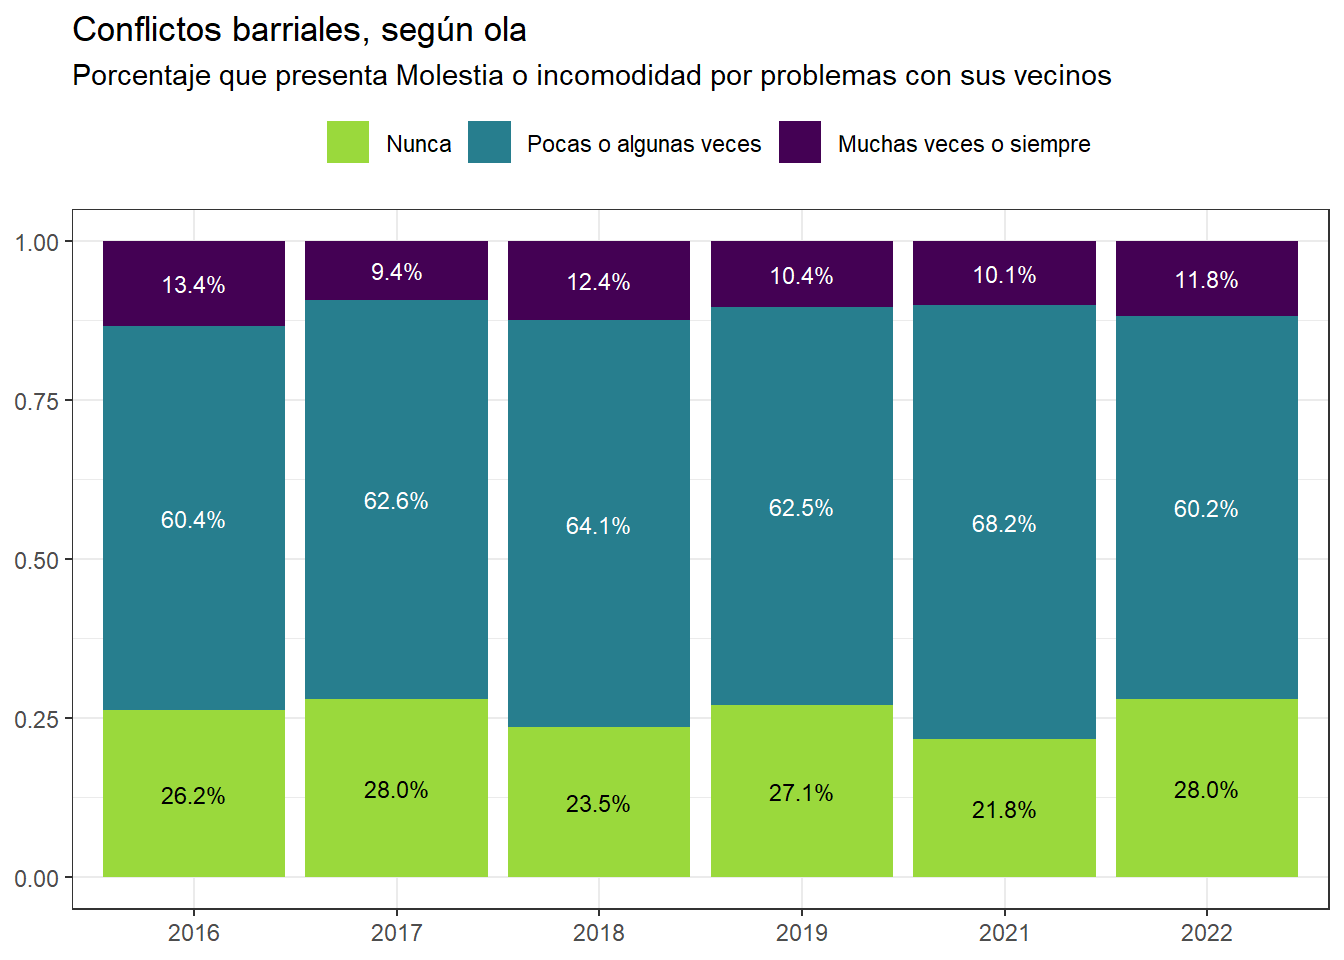 Conflictos barriales, según ola
Porcentaje que presenta Molestia o incomodidad por problemas con sus vecinos
Nunca Pocas o algunas veces Muchas veces o siempre
1.00
13.4% 9.4% 12.4% 10.4% 10.1% 11.8%
0.75
60.4% 62.6% 64.1% 62.5% 68.2% 60.2%
0.50
0.25
26.2% 28.0% 23.5% 27.1% 21.8% 28.0%
0.00
2016 2017 2018 2019 2021 2022